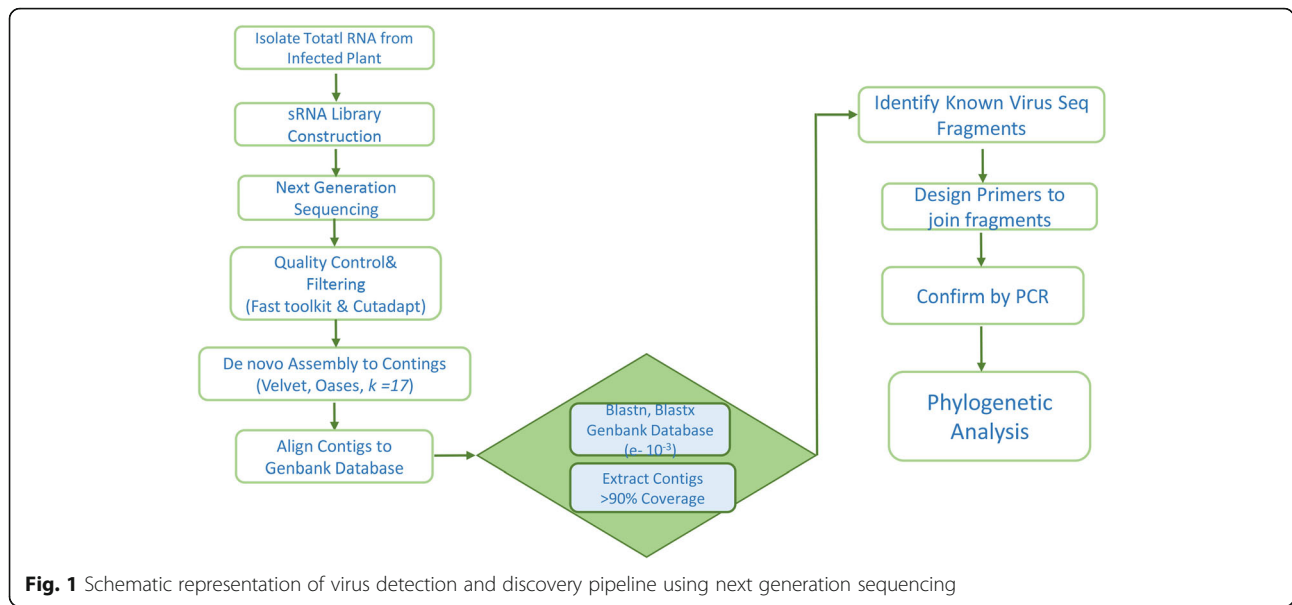 Isolate Totatl RNA from
Infected Plant
sRNA Library
Construction
Next Generation
Sequencing
Quality Control&
Filtering
(Fast toolkit & Cutadapt)
De novo Assembly to Contings
(Velvet, Oases, k =17)
Align Contigs to
Genbank Database
Blastn, Blastx
Genbank Database
(e- 10⁻³)
Extract Contigs
>90% Coverage
Identify Known Virus Seq
Fragments
Design Primers to
join fragments
Confirm by PCR
Phylogenetic
Analysis
Fig. 1 Schematic representation of virus detection and discovery pipeline using next generation sequencing